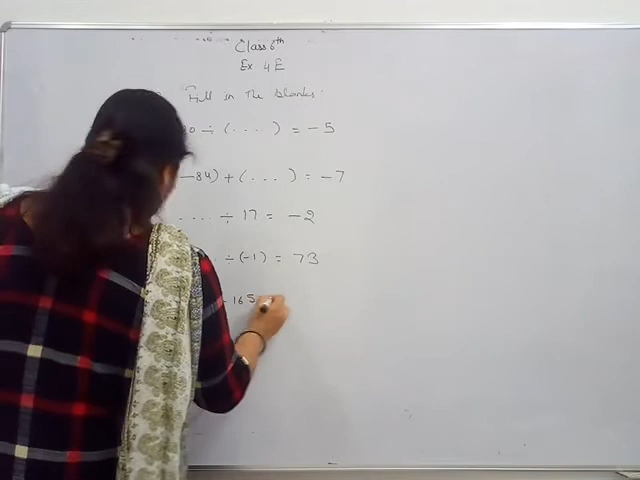 Class 6th
Ex 4E
Fill in the blanks.
0 ÷ (....) = -5
-84) + (...) = -7
.... ÷ 17 = -2
÷ (-1) = 73
- 165